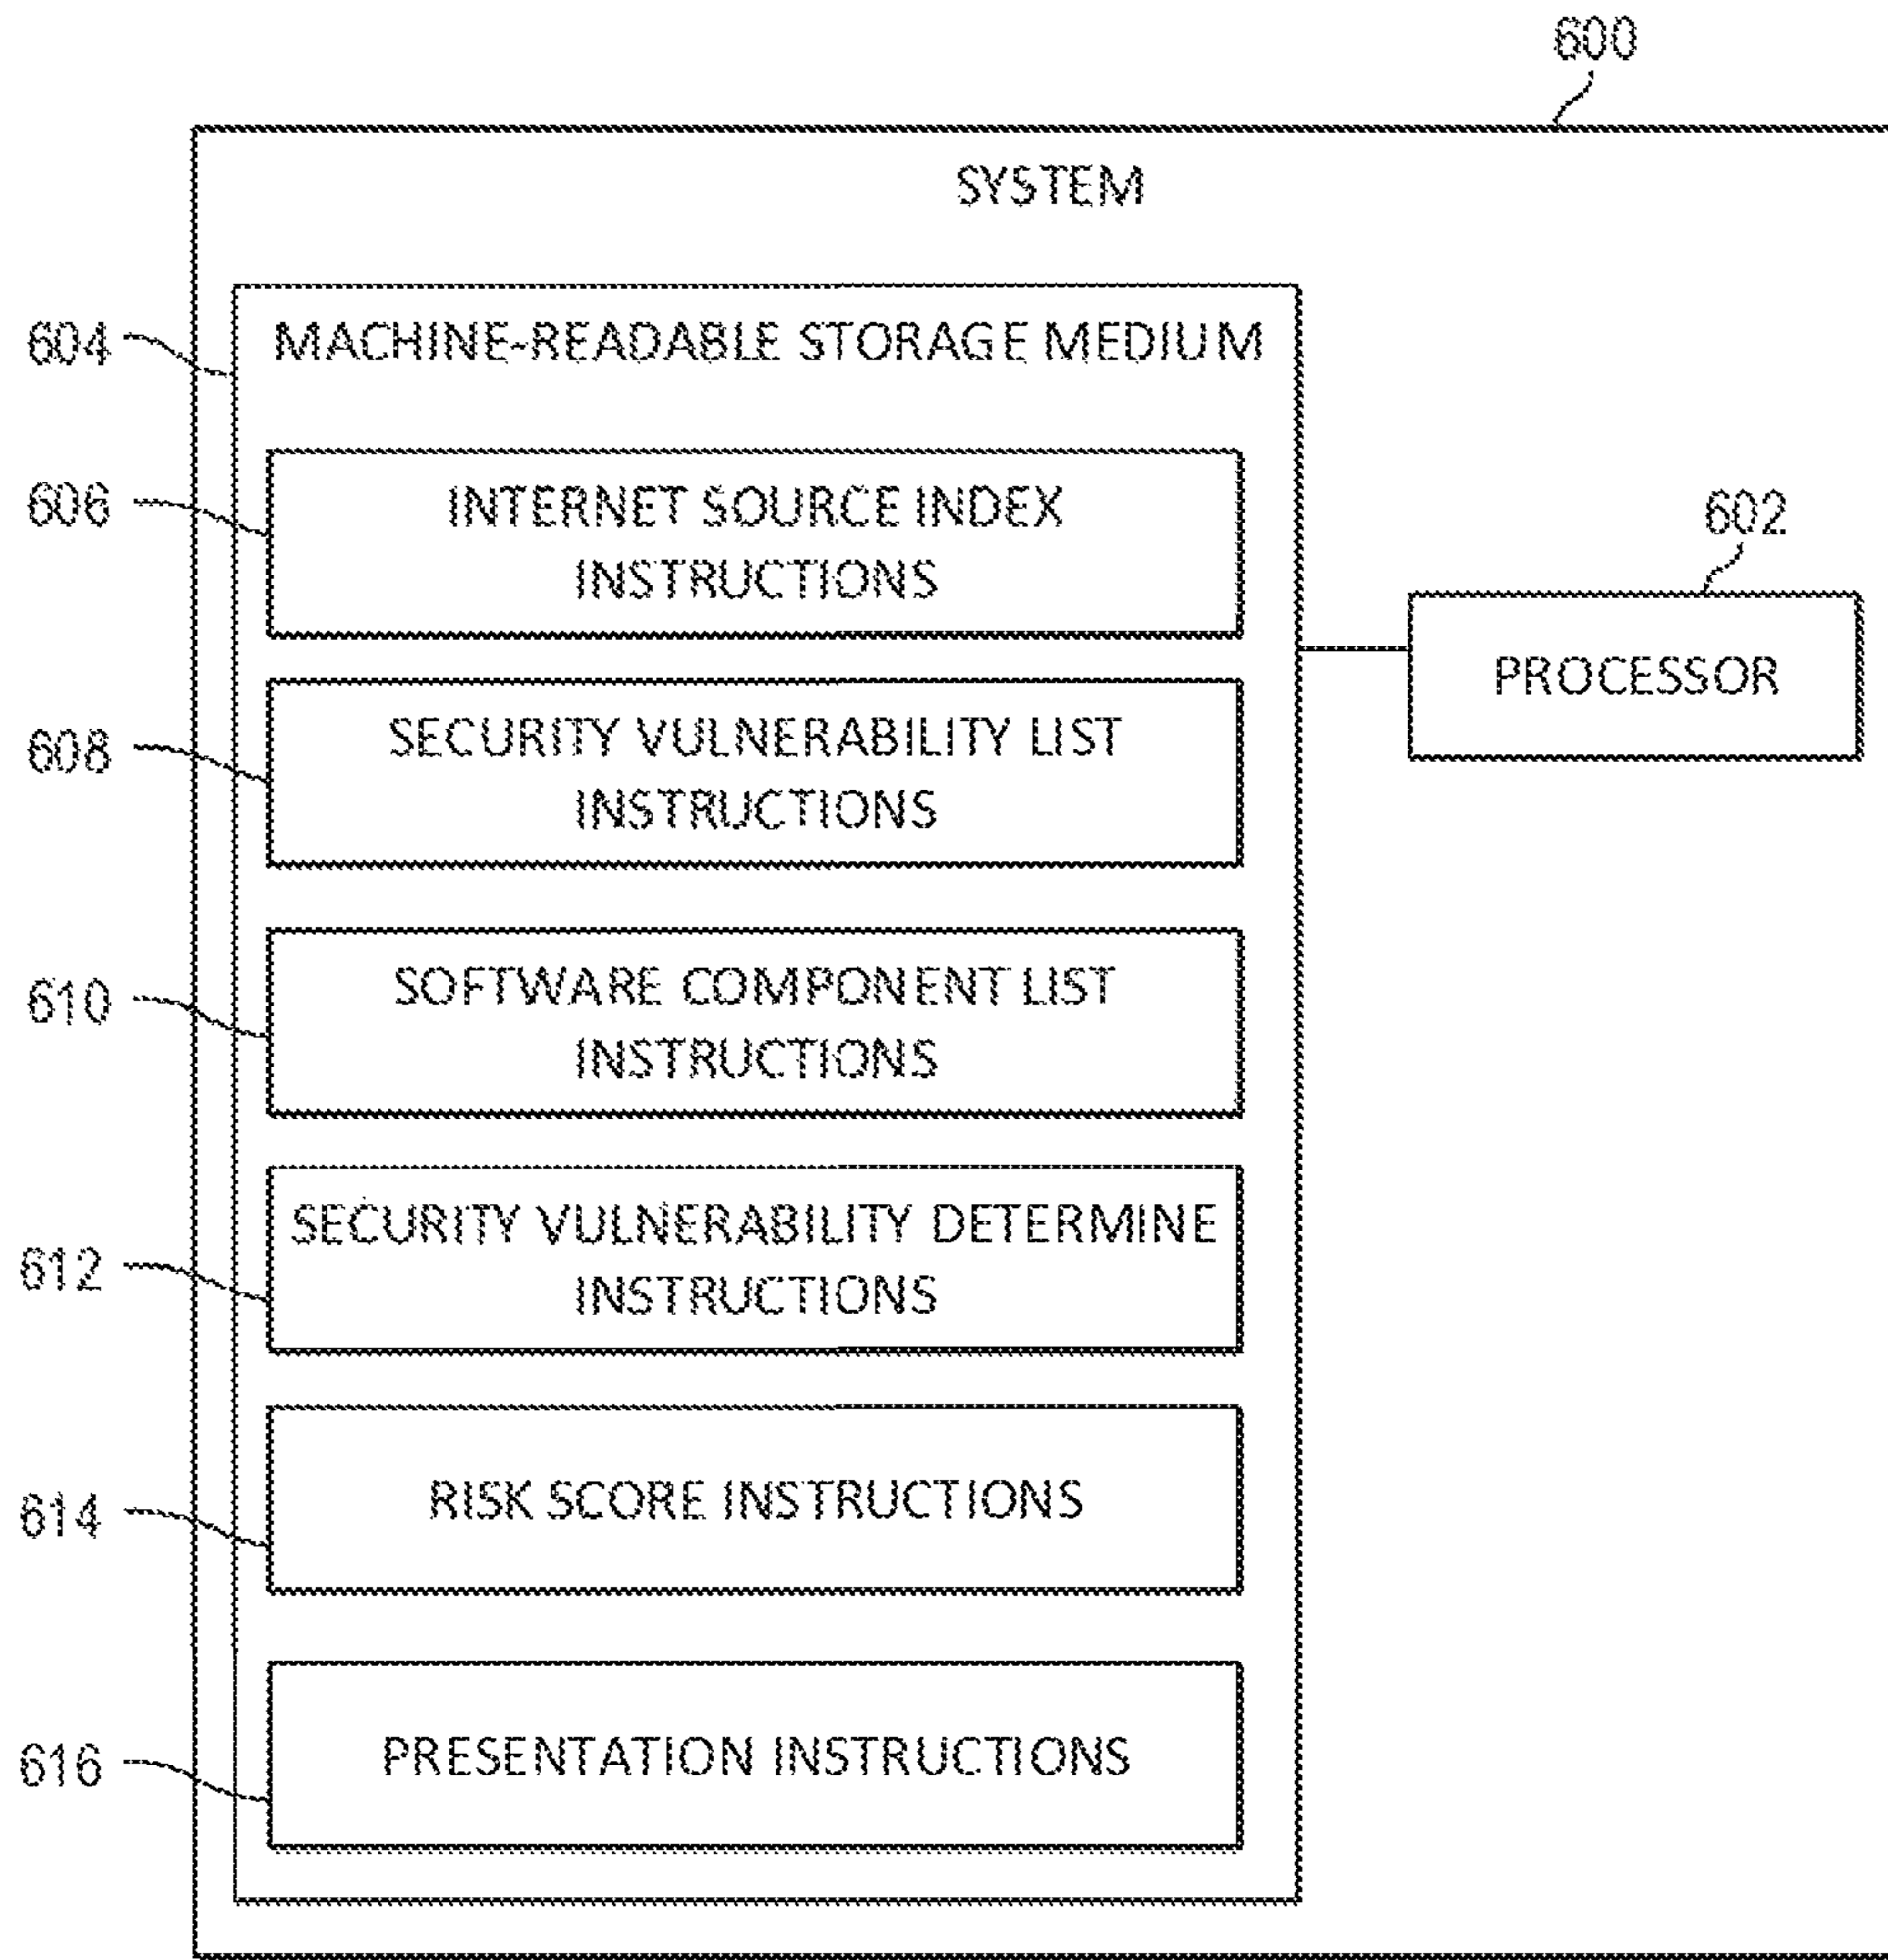 600
SYSTEM
604
MACHINE-READABLE STORAGE MEDIUM
606
INTERNET SOURCE INDEX
INSTRUCTIONS
602
PROCESSOR
608
SECURITY VULNERABILITY LIST
INSTRUCTIONS
610
SOFTWARE COMPONENT LIST
INSTRUCTIONS
612
SECURITY VULNERABILITY DETERMINE
INSTRUCTIONS
614
RISK SCORE INSTRUCTIONS
616
PRESENTATION INSTRUCTIONS